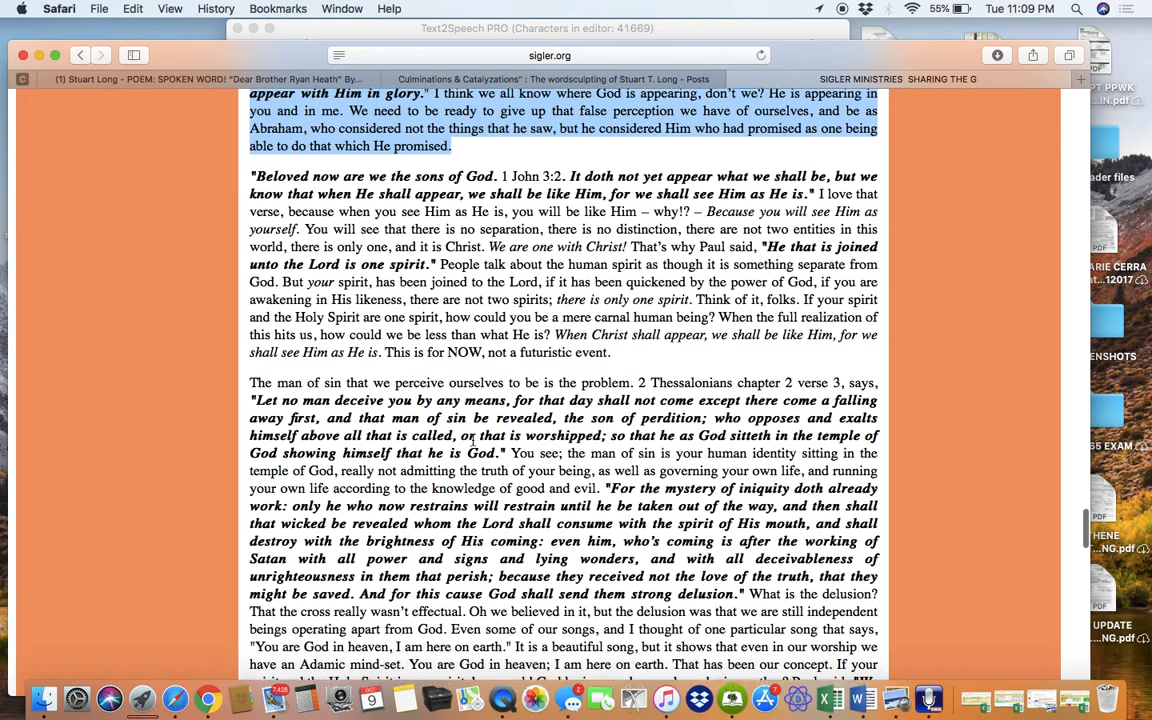 Safari File Edit View History Bookmarks Window Help 55% Tue 11:09 PM
Text2Speech PRO (Characters in editor: 41669)
sigler.org
C (1) Stuart Long - POEM: SPOKEN WORD! "Dear Brother Ryan Heath" By... Culminations & Catalyzations" : The wordsculpting of Stuart T. Long - Posts SIGLER MINISTRIES SHARING THE G
appear with Him in glory." I think we all know where God is appearing, don't we? He is appearing in
you and in me. We need to be ready to give up that false perception we have of ourselves, and be as
Abraham, who considered not the things that he saw, but he considered Him who had promised as one being
able to do that which He promised.
"Beloved now are we the sons of God. 1 John 3:2. It doth not yet appear what we shall be, but we
know that when He shall appear, we shall be like Him, for we shall see Him as He is." I love that
verse, because when you see Him as He is, you will be like Him – why!? – Because you will see Him as
yourself. You will see that there is no separation, there is no distinction, there are not two entities in this
world, there is only one, and it is Christ. We are one with Christ! That's why Paul said, "He that is joined
unto the Lord is one spirit." People talk about the human spirit as though it is something separate from
God. But your spirit, has been joined to the Lord, if it has been quickened by the power of God, if you are
awakening in His likeness, there are not two spirits; there is only one spirit. Think of it, folks. If your spirit
and the Holy Spirit are one spirit, how could you be a mere carnal human being? When the full realization of
this hits us, how could we be less than what He is? When Christ shall appear, we shall be like Him, for we
shall see Him as He is. This is for NOW, not a futuristic event.
The man of sin that we perceive ourselves to be is the problem. 2 Thessalonians chapter 2 verse 3, says,
"Let no man deceive you by any means, for that day shall not come except there come a falling
away first, and that man of sin be revealed, the son of perdition; who opposes and exalts
himself above all that is called, or that is worshipped; so that he as God sitteth in the temple of
God showing himself that he is God." You see; the man of sin is your human identity sitting in the
temple of God, really not admitting the truth of your being, as well as governing your own life, and running
your own life according to the knowledge of good and evil. "For the mystery of iniquity doth already
work: only he who now restrains will restrain until he be taken out of the way, and then shall
that wicked be revealed whom the Lord shall consume with the spirit of His mouth, and shall
destroy with the brightness of His coming: even him, who's coming is after the working of
Satan with all power and signs and lying wonders, and with all deceivableness of
unrighteousness in them that perish; because they received not the love of the truth, that they
might be saved. And for this cause God shall send them strong delusion." What is the delusion?
That the cross really wasn't effectual. Oh we believed in it, but the delusion was that we are still independent
beings operating apart from God. Even some of our songs, and I thought of one particular song that says,
"You are God in heaven, I am here on earth." It is a beautiful song, but it shows that even in our worship we
have an Adamic mind-set. You are God in heaven; I am here on earth. That has been our concept. If your
PT PPWK
IN.pdf
ader files
PDF
ARIE CERRA
12017
ENSHOTS
65 EXAM
PDF
HENE
NG.pdf
PDF
UPDATE
NG.pdf
7,428
9
2
7